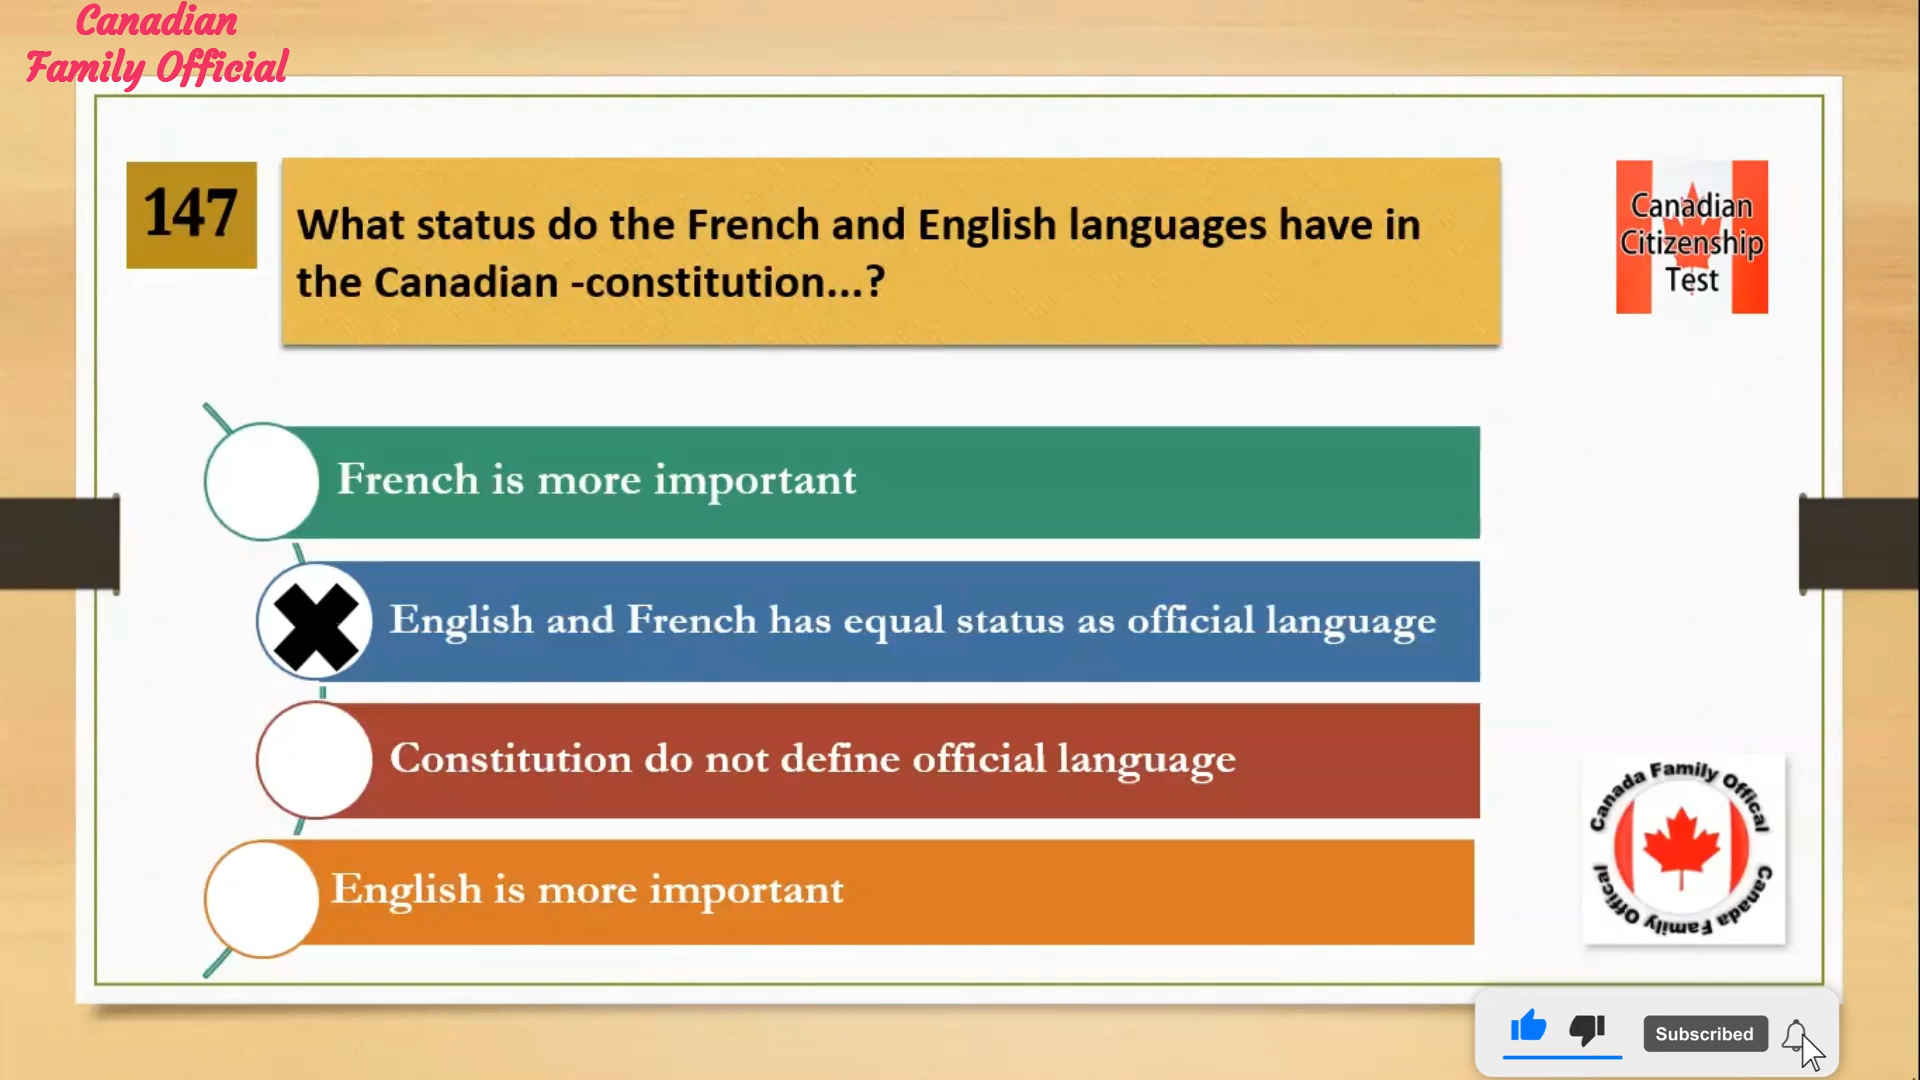 Canadian
Family Official
147
What status do the French and English languages have in
the Canadian -constitution...?
Canadian
Citizenship
Test
French is more important
English and French has equal status as official language
Constitution do not define official language
English is more important
Canada Family Offical
Canada Family Offical
Subscribed